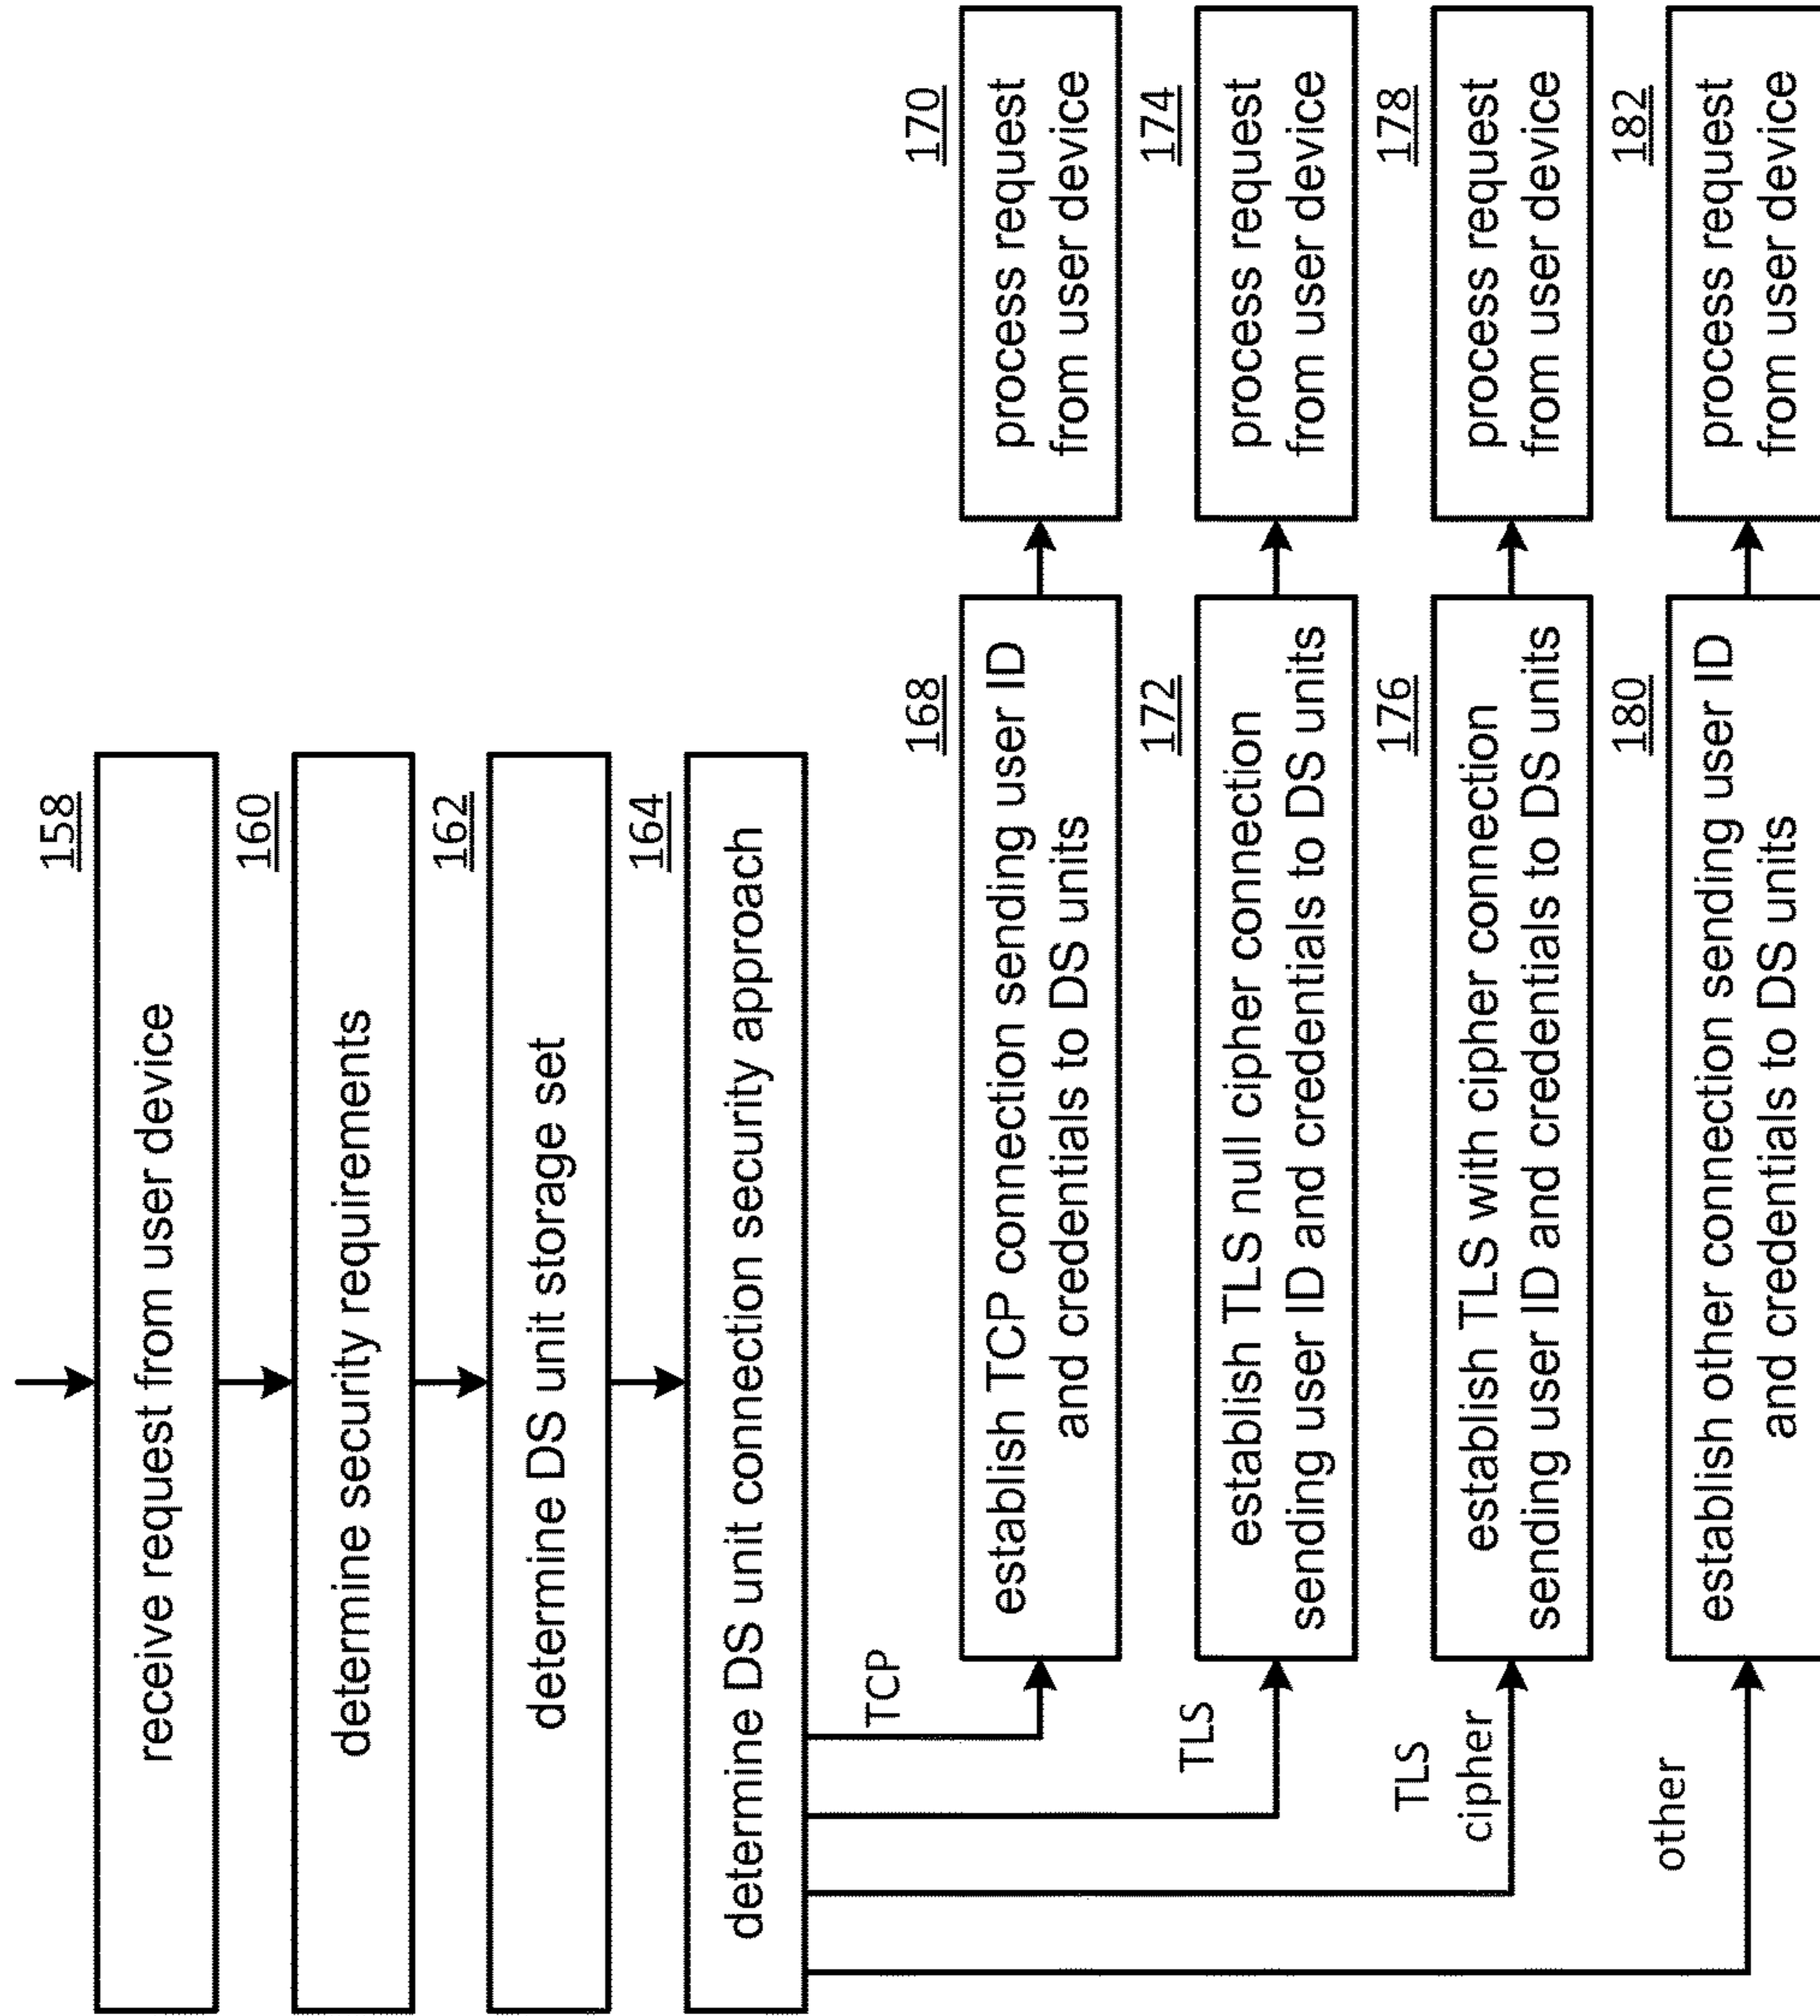 158
receive request from user device
160
determine security requirements
162
determine DS unit storage set
164
determine DS unit connection security approach
TCP
168
establish TCP connection sending user ID
and credentials to DS units
170
process request
from user device
TLS
172
establish TLS null cipher connection
sending user ID and credentials to DS units
174
process request
from user device
TLS
cipher
176
establish TLS with cipher connection
sending user ID and credentials to DS units
178
process request
from user device
other
180
establish other connection sending user ID
and credentials to DS units
182
process request
from user device